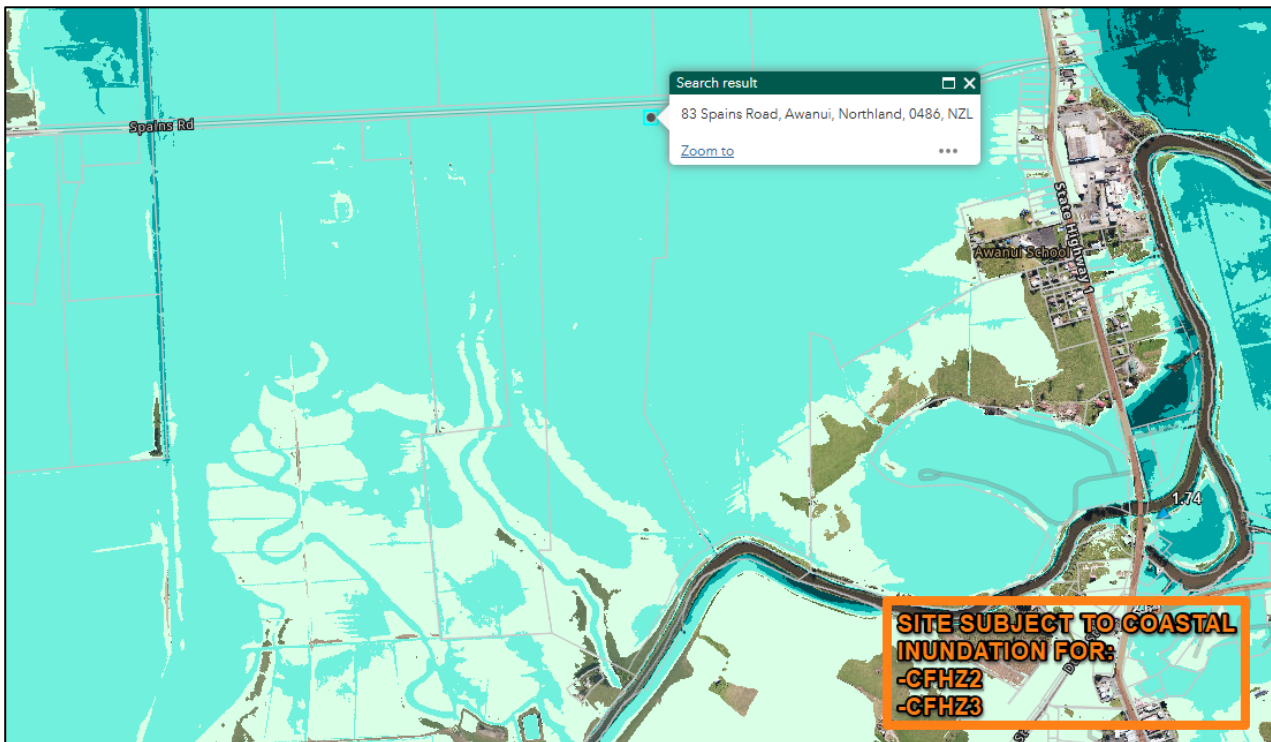 Search result
83 Spains Road, Awanui, Northland, 0486, NZL
Zoom to
Spains Rd
State Highway 1
Awanui School
1.74
SITE SUBJECT TO COASTAL
INUNDATION FOR:
-CFHZ2
-CFHZ3